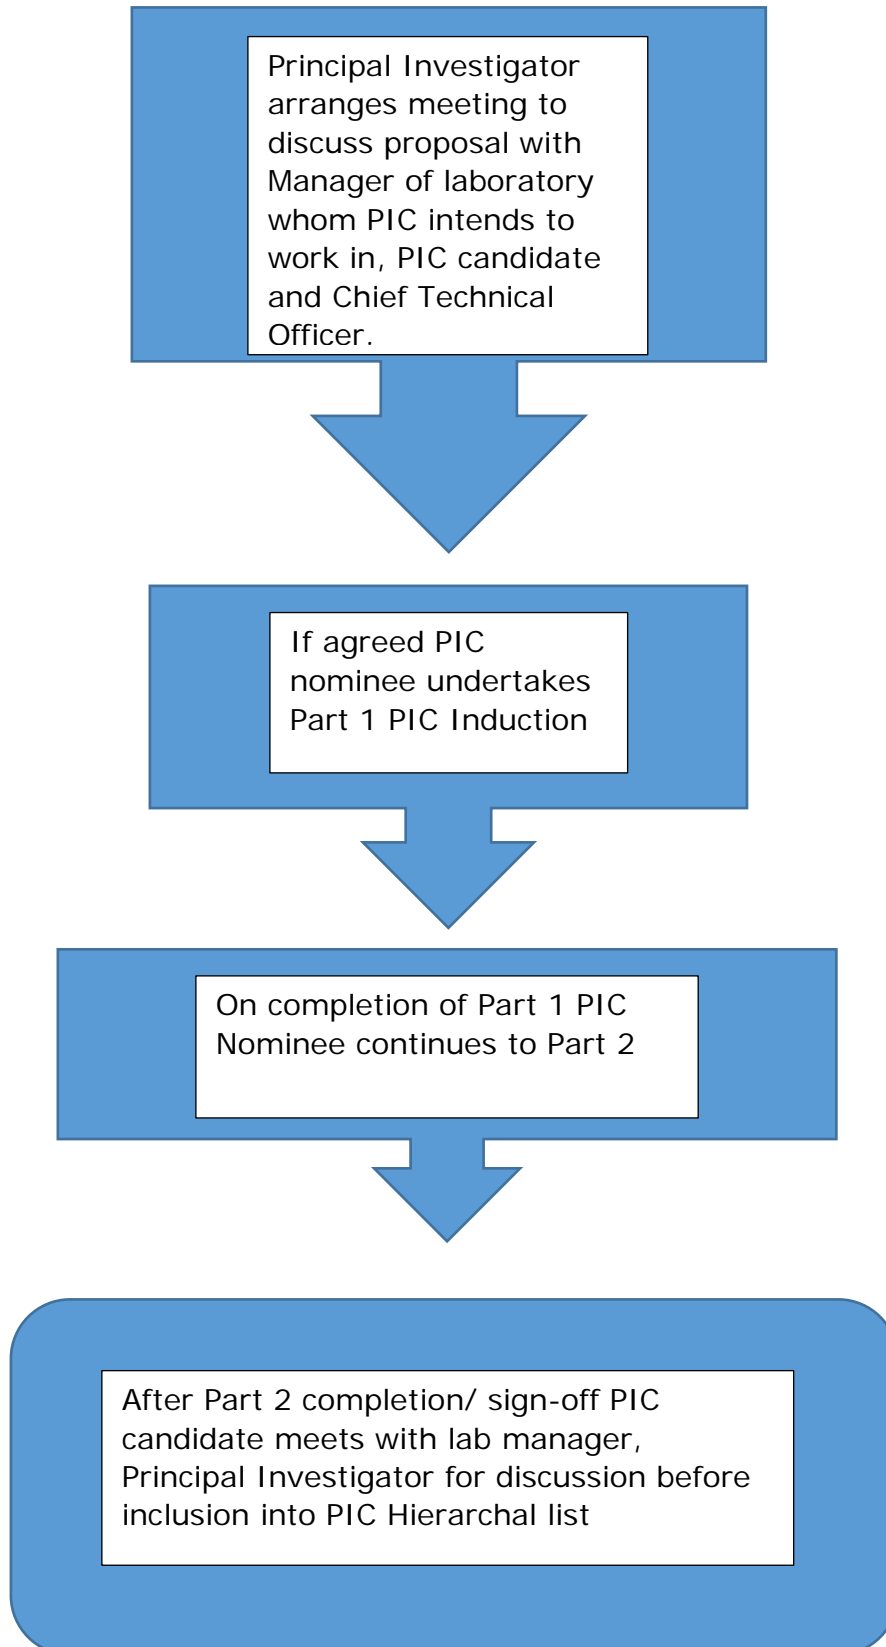 Principal Investigator
arranges meeting to
discuss proposal with
Manager of laboratory
whom PIC intends to
work in, PIC candidate
and Chief Technical
Officer.
If agreed PIC
nominee undertakes
Part 1 PIC Induction
On completion of Part 1 PIC
Nominee continues to Part 2
After Part 2 completion/ sign-off PIC
candidate meets with lab manager,
Principal Investigator for discussion before
inclusion into PIC Hierarchal list